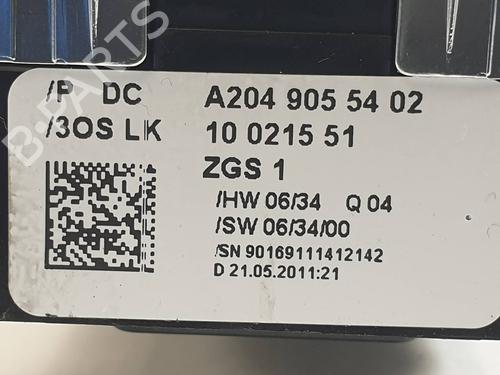 /P DC A204 905 54 02
/3OS LK 10 0215 51
ZGS 1
/HW 06/34 Q 04
/SW 06/34/00
/SN 90169111412142
D 21.05.2011:21
B-PARTS